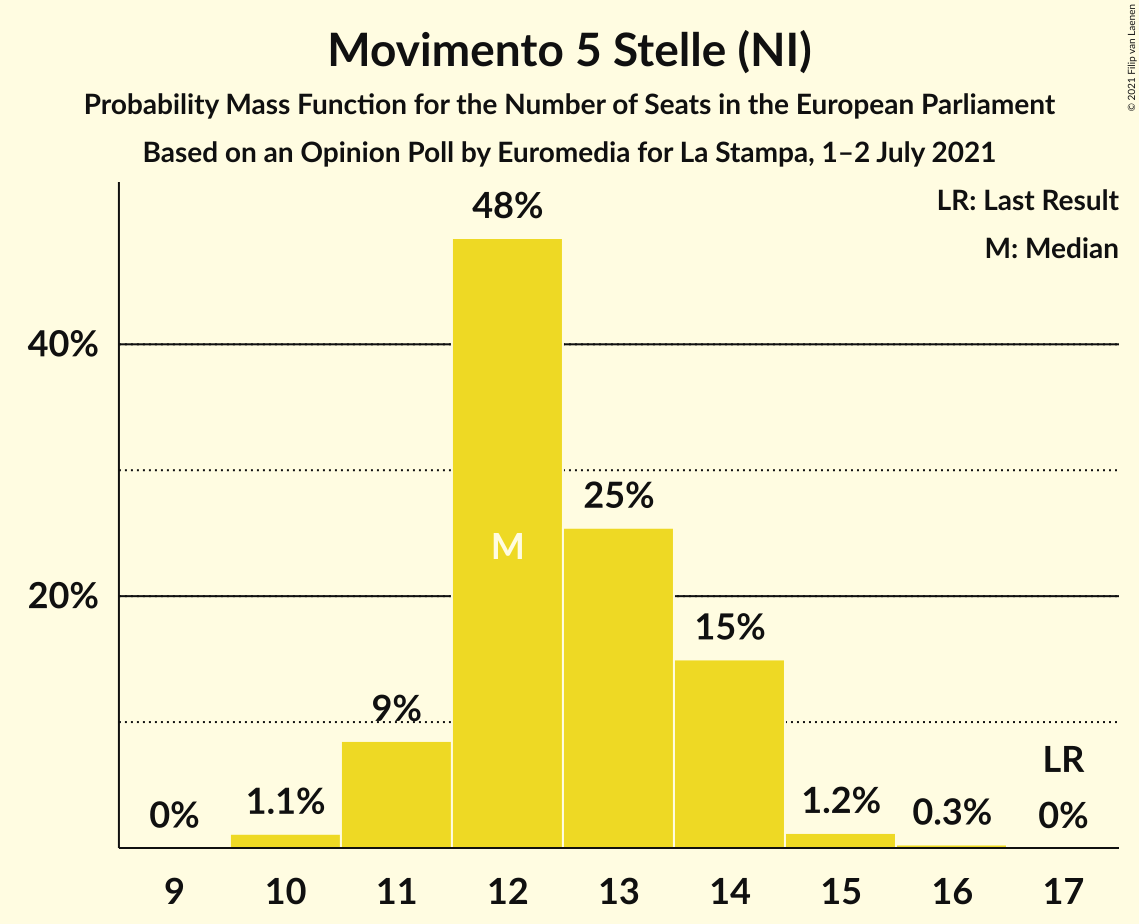 Movimento 5 Stelle (NI)
Probability Mass Function for the Number of Seats in the European Parliament
Based on an Opinion Poll by Euromedia for La Stampa, 1–2 July 2021
© 2021 Filip van Laenen
LR: Last Result
M: Median
48%
40%
25%
M
20%
15%
9%
LR
0%
1.1%
1.2%
0.3%
0%
9
10
11
12
13
14
15
16
17